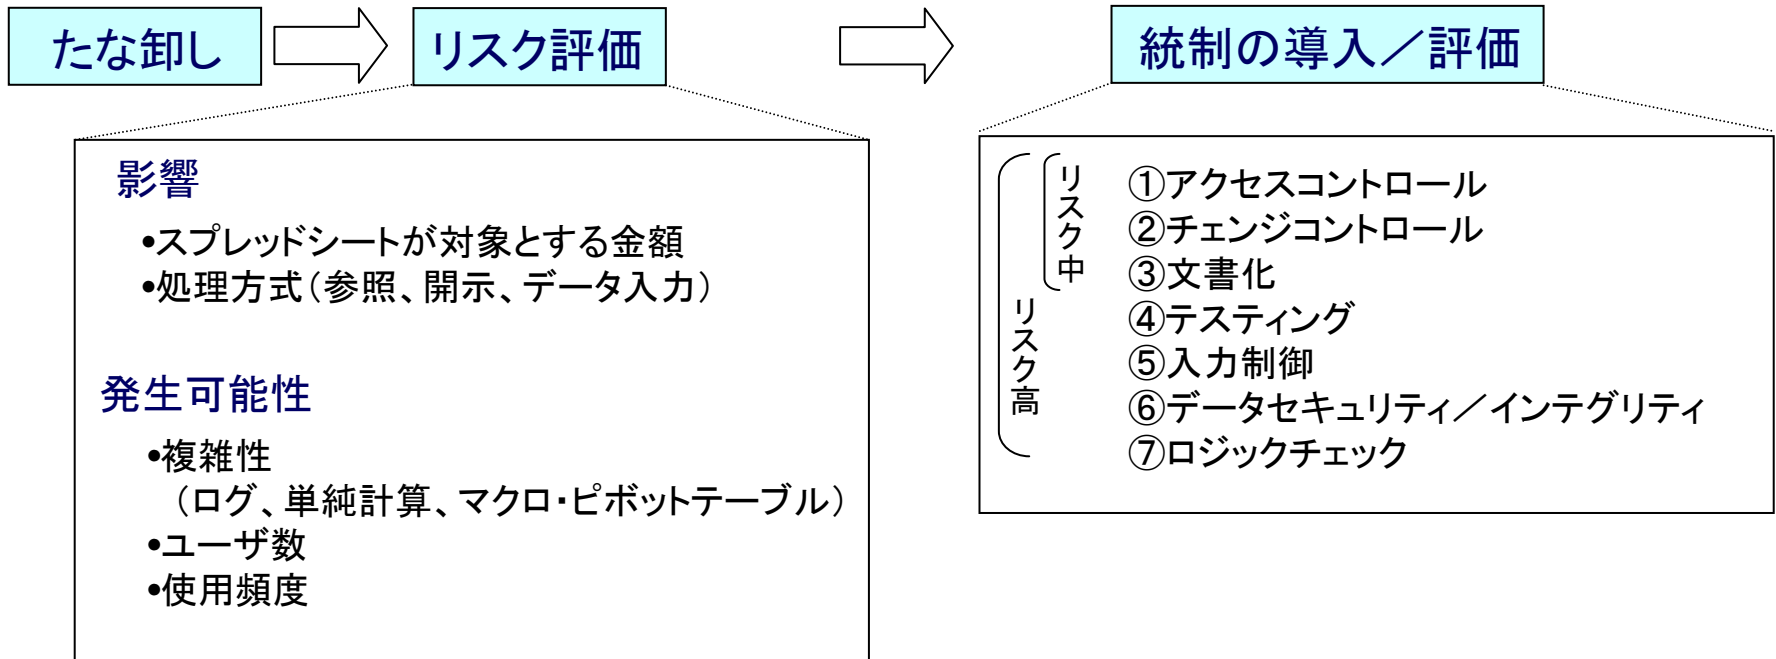 たな卸し
リスク評価
統制の導入／評価
影響
•スプレッドシートが対象とする金額
•処理方式（参照、開示、データ入力）
発生可能性
•複雑性
（ログ、単純計算、マクロ・ピボットテーブル）
•ユーザ数
•使用頻度
リスク中
リスク高
①アクセスコントロール
②チェンジコントロール
③文書化
④テスティング
⑤入力制御
⑥データセキュリティ／インテグリティ
⑦ロジックチェック